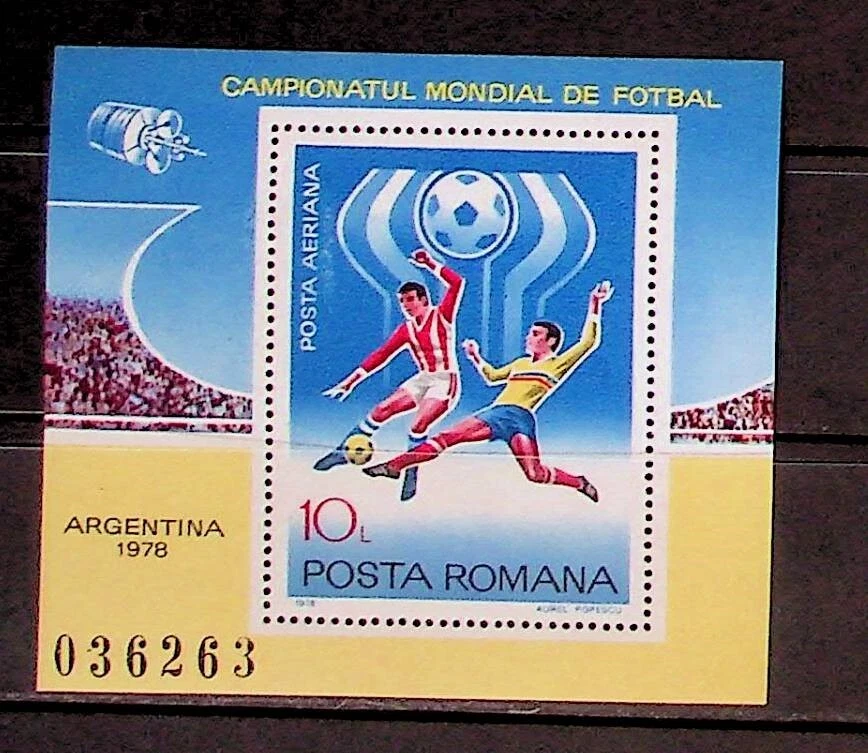 CAMPIONATUL MONDIAL DE FOTBAL
POSTA AERIANA
10L
POSTA ROMANA
1978
AUREL POPESCU
ARGENTINA
1978
036263